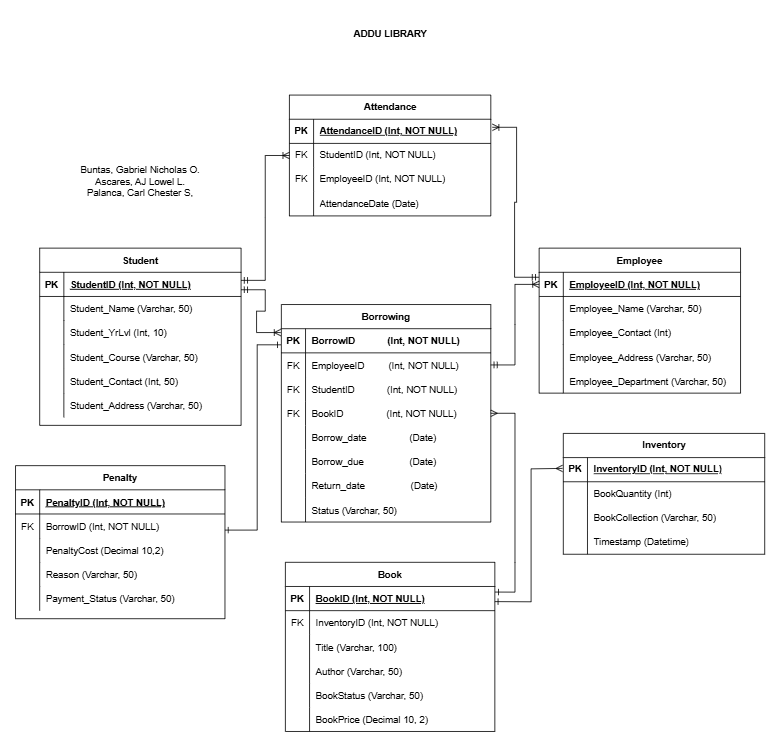 ADDU LIBRARY
Attendance
PK AttendanceID (Int, NOT NULL)
FK StudentID (Int, NOT NULL)
FK EmployeeID (Int, NOT NULL)
AttendanceDate (Date)
Buntas, Gabriel Nicholas O.
Ascares, AJ Lowel L.
Palanca, Carl Chester S,
Student
PK StudentID (Int, NOT NULL)
Student_Name (Varchar, 50)
Student_YrLvl (Int, 10)
Student_Course (Varchar, 50)
Student_Contact (Int, 50)
Student_Address (Varchar, 50)
Employee
PK EmployeeID (Int, NOT NULL)
Employee_Name (Varchar, 50)
Employee_Contact (Int)
Employee_Address (Varchar, 50)
Employee_Department (Varchar, 50)
Borrowing
PK BorrowID (Int, NOT NULL)
FK EmployeeID (Int, NOT NULL)
FK StudentID (Int, NOT NULL)
FK BookID (Int, NOT NULL)
Borrow_date (Date)
Borrow_due (Date)
Return_date (Date)
Status (Varchar, 50)
Inventory
PK InventoryID (Int, NOT NULL)
BookQuantity (Int)
BookCollection (Varchar, 50)
Timestamp (Datetime)
Penalty
PK PenaltyID (Int, NOT NULL)
FK BorrowID (Int, NOT NULL)
PenaltyCost (Decimal 10,2)
Reason (Varchar, 50)
Payment_Status (Varchar, 50)
Book
PK BookID (Int, NOT NULL)
FK InventoryID (Int, NOT NULL)
Title (Varchar, 100)
Author (Varchar, 50)
BookStatus (Varchar, 50)
BookPrice (Decimal 10, 2)